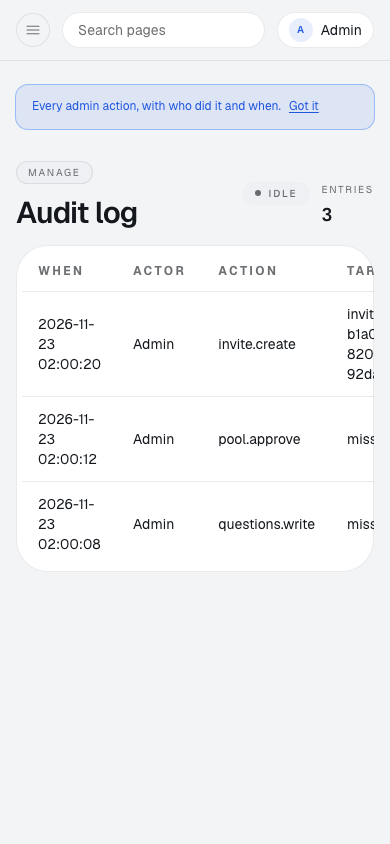 Search pages
A Admin
Every admin action, with who did it and when. Got it
MANAGE
Audit log
IDLE
ENTRIES
3
WHEN ACTOR ACTION
2026-11-
23
02:00:20
Admin
invite.create
2026-11-
23
02:00:12
Admin
pool.approve
2026-11-
23
02:00:08
Admin
questions.write